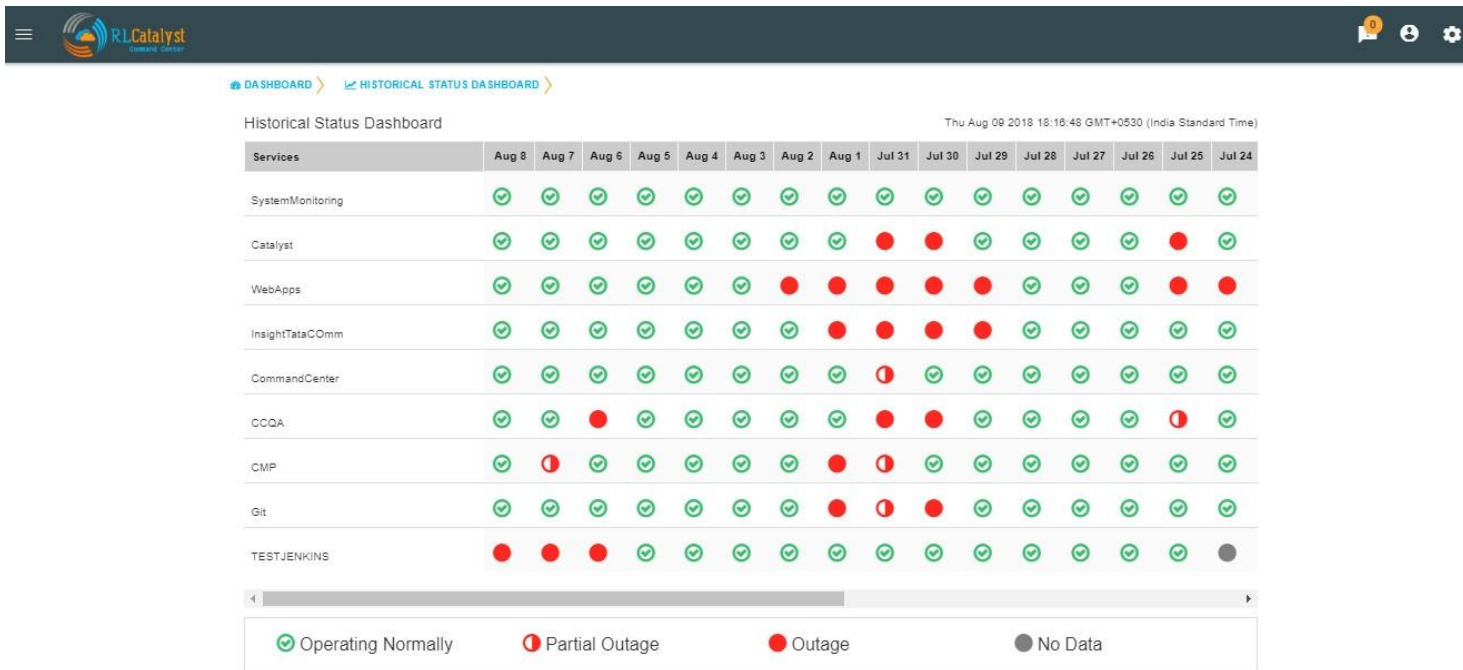 RLCatalyst
Command Center
0
DASHBOARD HISTORICAL STATUS DASHBOARD
Historical Status Dashboard Thu Aug 09 2018 18:16:48 GMT+0530 (India Standard Time)
Services Aug 8 Aug 7 Aug 6 Aug 5 Aug 4 Aug 3 Aug 2 Aug 1 Jul 31 Jul 30 Jul 29 Jul 28 Jul 27 Jul 26 Jul 25 Jul 24
SystemMonitoring
Catalyst
WebApps
InsightTataCOmm
CommandCenter
CCQA
CMP
Git
TESTJENKINS
Operating Normally Partial Outage Outage No Data